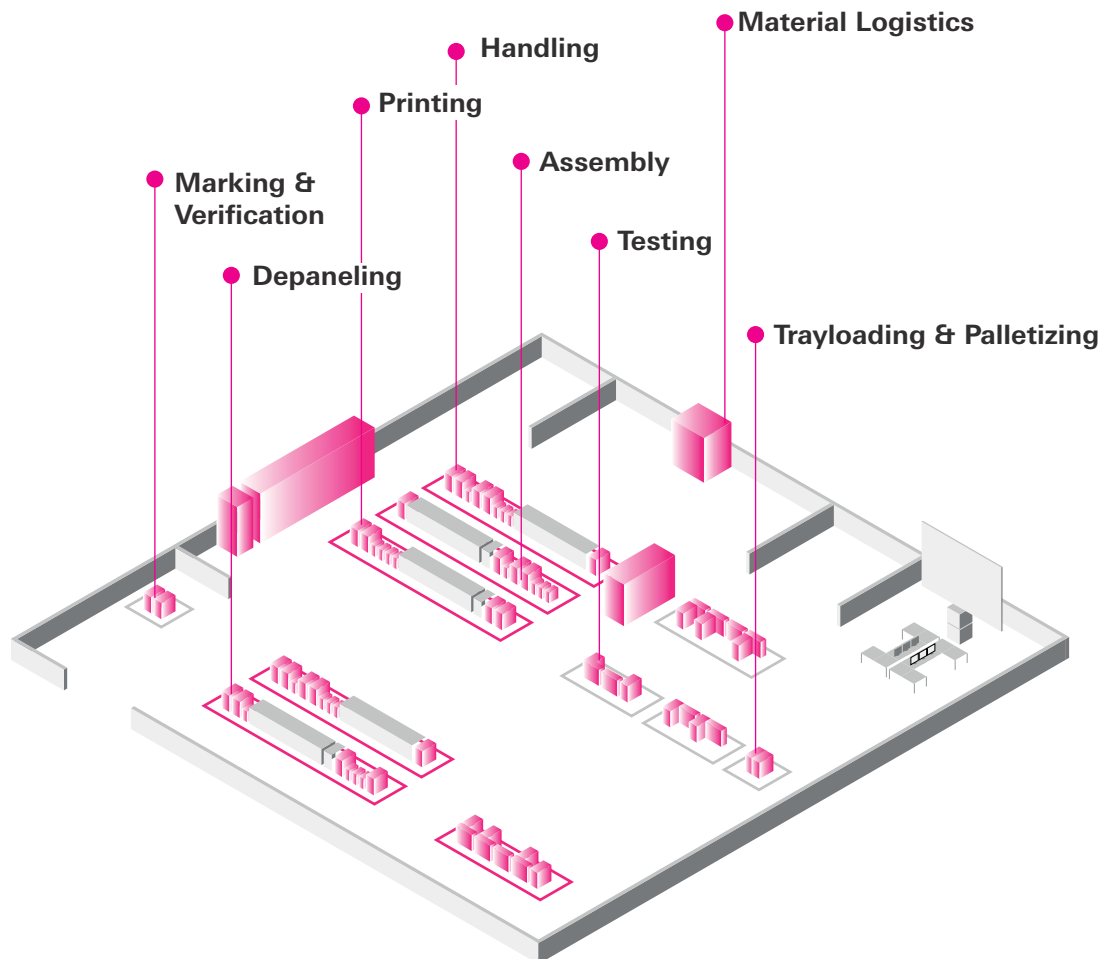 Material Logistics
Handling
Printing
Assembly
Marking &
Verification
Testing
Depaneling
Trayloading & Palletizing